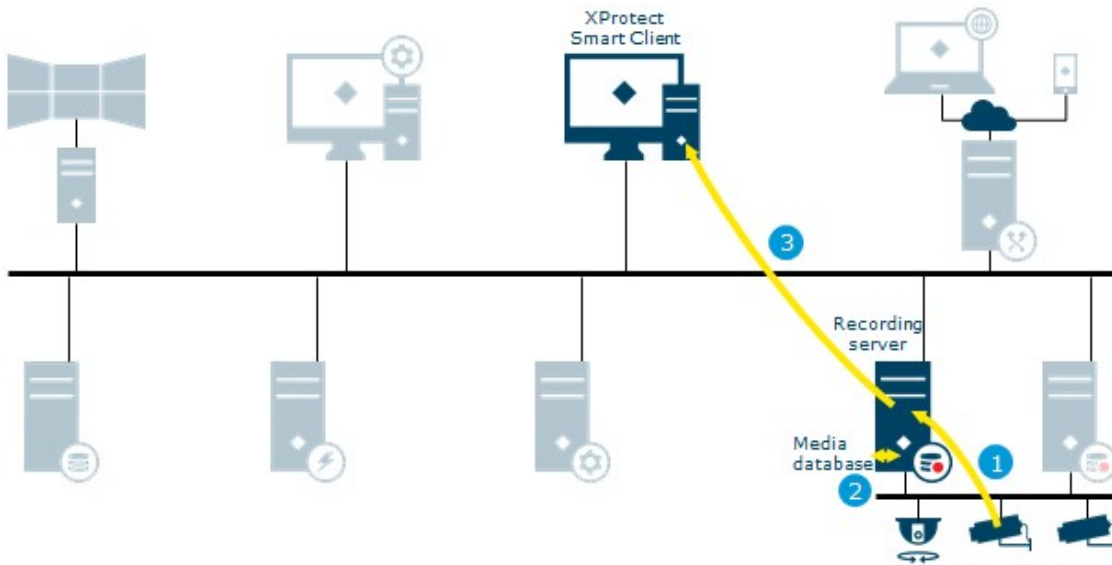 XProtect
Smart Client
3
Recording
server
Media
database
1
2